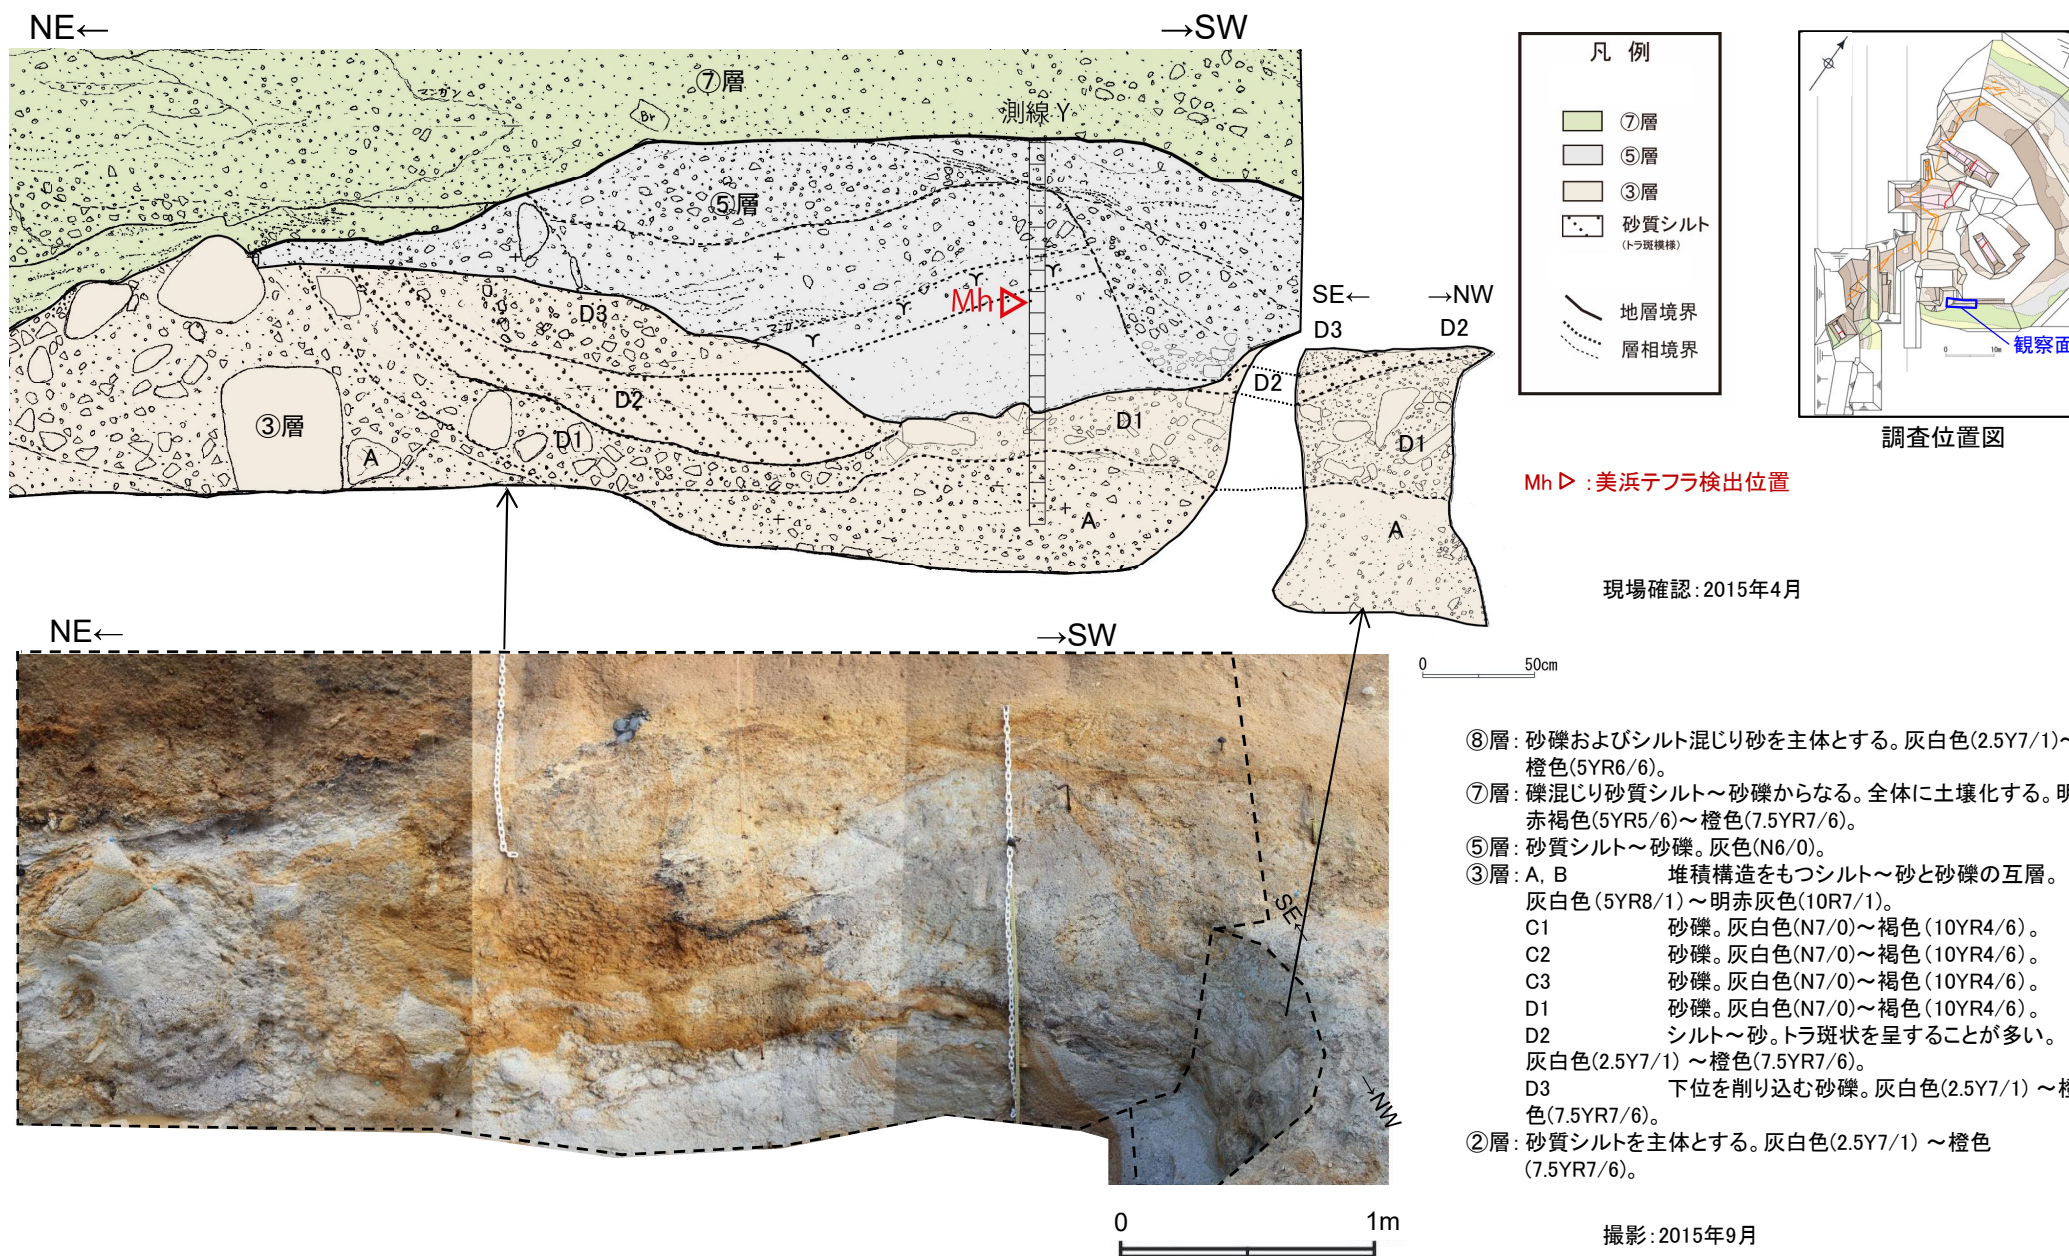 NE← →SW
⑦層
マンガン
Br
測線Y
⑤層
Mh
マンガン
D3
D2
D1
③層
A
D1
A
D2
SE← →NW
D3 D2
D1
A
凡 例
⑦層
⑤層
③層
砂質シルト
(トラ斑模様)
地層境界
層相境界
0 10m
観察面
調査位置図
Mh ▷ :美浜テフラ検出位置
現場確認:2015年4月
NE← →SW
SE←
→NW
0 50cm
⑧層: 砂礫およびシルト混じり砂を主体とする。灰白色(2.5Y7/1)~
橙色(5YR6/6)。
⑦層: 礫混じり砂質シルト~砂礫からなる。全体に土壌化する。明
赤褐色(5YR5/6)~橙色(7.5YR7/6)。
⑤層: 砂質シルト~砂礫。灰色(N6/0)。
③層: A, B 堆積構造をもつシルト~砂と砂礫の互層。
灰白色(5YR8/1)~明赤灰色(10R7/1)。
C1 砂礫。灰白色(N7/0)~褐色(10YR4/6)。
C2 砂礫。灰白色(N7/0)~褐色(10YR4/6)。
C3 砂礫。灰白色(N7/0)~褐色(10YR4/6)。
D1 砂礫。灰白色(N7/0)~褐色(10YR4/6)。
D2 シルト~砂。トラ斑状を呈することが多い。
灰白色(2.5Y7/1) ~橙色(7.5YR7/6)。
D3 下位を削り込む砂礫。灰白色(2.5Y7/1) ~橙
色(7.5YR7/6)。
②層: 砂質シルトを主体とする。灰白色(2.5Y7/1) ~橙色
(7.5YR7/6)。
0 1m
撮影:2015年9月